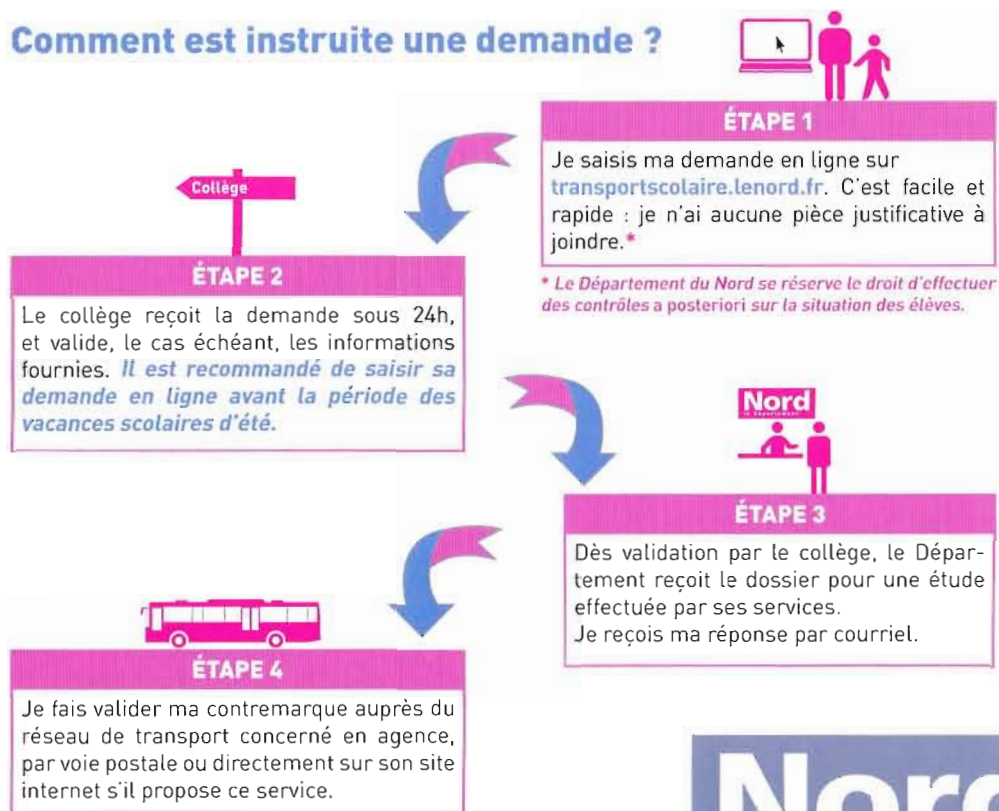 Comment est instruite une demande ?
ÉTAPE 1
Je saisis ma demande en ligne sur
transportscolaire.lenord.fr. C'est facile et
rapide : je n'ai aucune pièce justificative à
joindre.*
* Le Département du Nord se réserve le droit d'effectuer
des contrôles a posteriori sur la situation des élèves.
Collège
ÉTAPE 2
Le collège reçoit la demande sous 24h,
et valide, le cas échéant, les informations
fournies. Il est recommandé de saisir sa
demande en ligne avant la période des
vacances scolaires d'été.
Nord
le Département
ÉTAPE 3
Dès validation par le collège, le Dépar-
tement reçoit le dossier pour une étude
effectuée par ses services.
Je reçois ma réponse par courriel.
ÉTAPE 4
Je fais valider ma contremarque auprès du
réseau de transport concerné en agence,
par voie postale ou directement sur son site
internet s'il propose ce service.
Nord